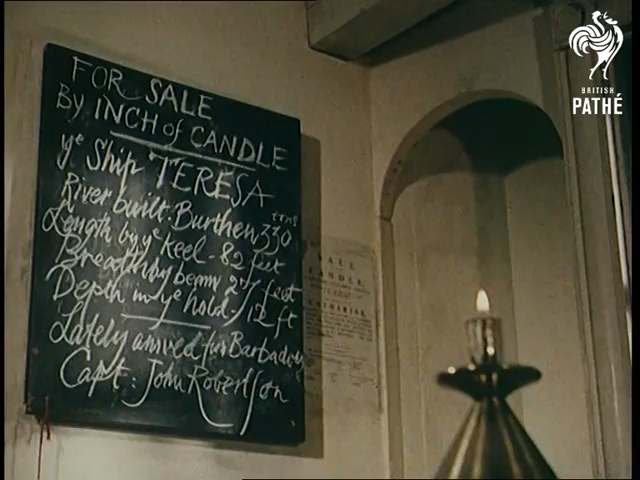 FOR SALE
By INCH of CANDLE
ye Ship TERESA
River built. Burthen 330 tons
Length by ye keel - 82 feet
Breadth by beam 27 feet
Depth in ye hold - 12 ft
Lately arrived fm Barbadoes
Capt: John Robertson
SALE
CANDLE
BRITISH
PATHÉ